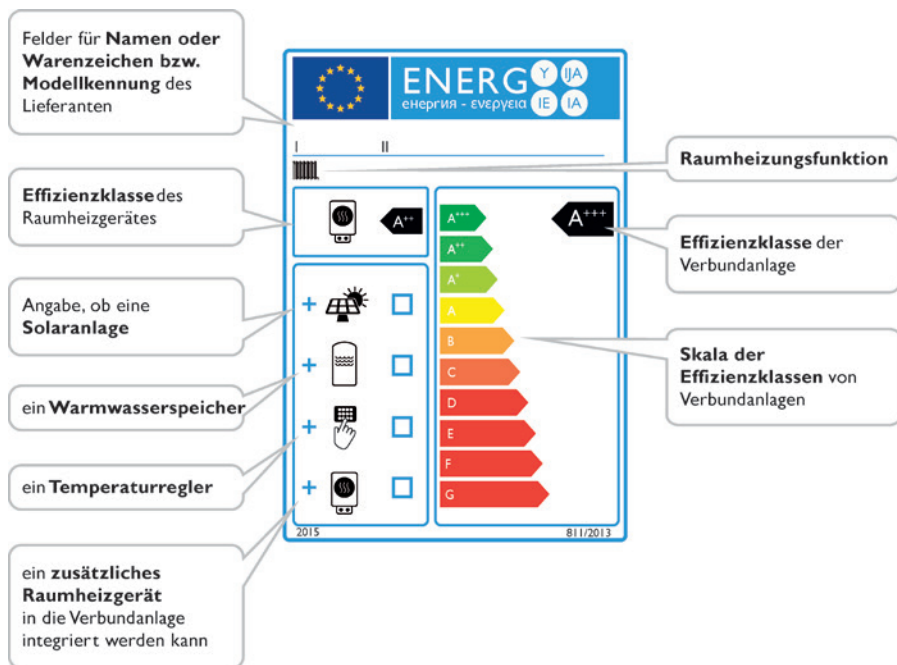 Felder für Namen oder
Warenzeichen bzw.
Modellkennung des
Lieferanten
Effizienzklasse des
Raumheizgerätes
Angabe, ob eine
Solaranlage
ein Warmwasserspeicher
ein Temperaturregler
ein zusätzliches
Raumheizgerät
in die Verbundanlage
integriert werden kann
ENERG Y IJA
енергия - ενεργεια IE IA
I II
A++
A+++
A++
A+
A
B
C
D
E
F
G
A+++
+
+
+
+
2015 811/2013
Raumheizungsfunktion
Effizienzklasse der
Verbundanlage
Skala der
Effizienzklassen von
Verbundanlagen